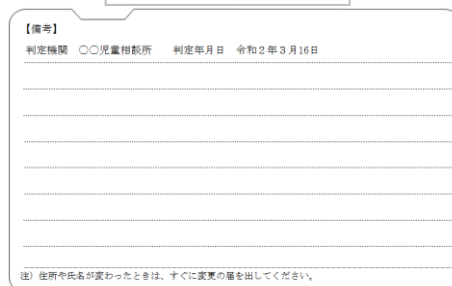 【備考】
判定機関　〇〇児童相談所　　判定年月日　令和２年３月16日
注）住所や氏名が変わったときは、すぐに変更の届を出してください。